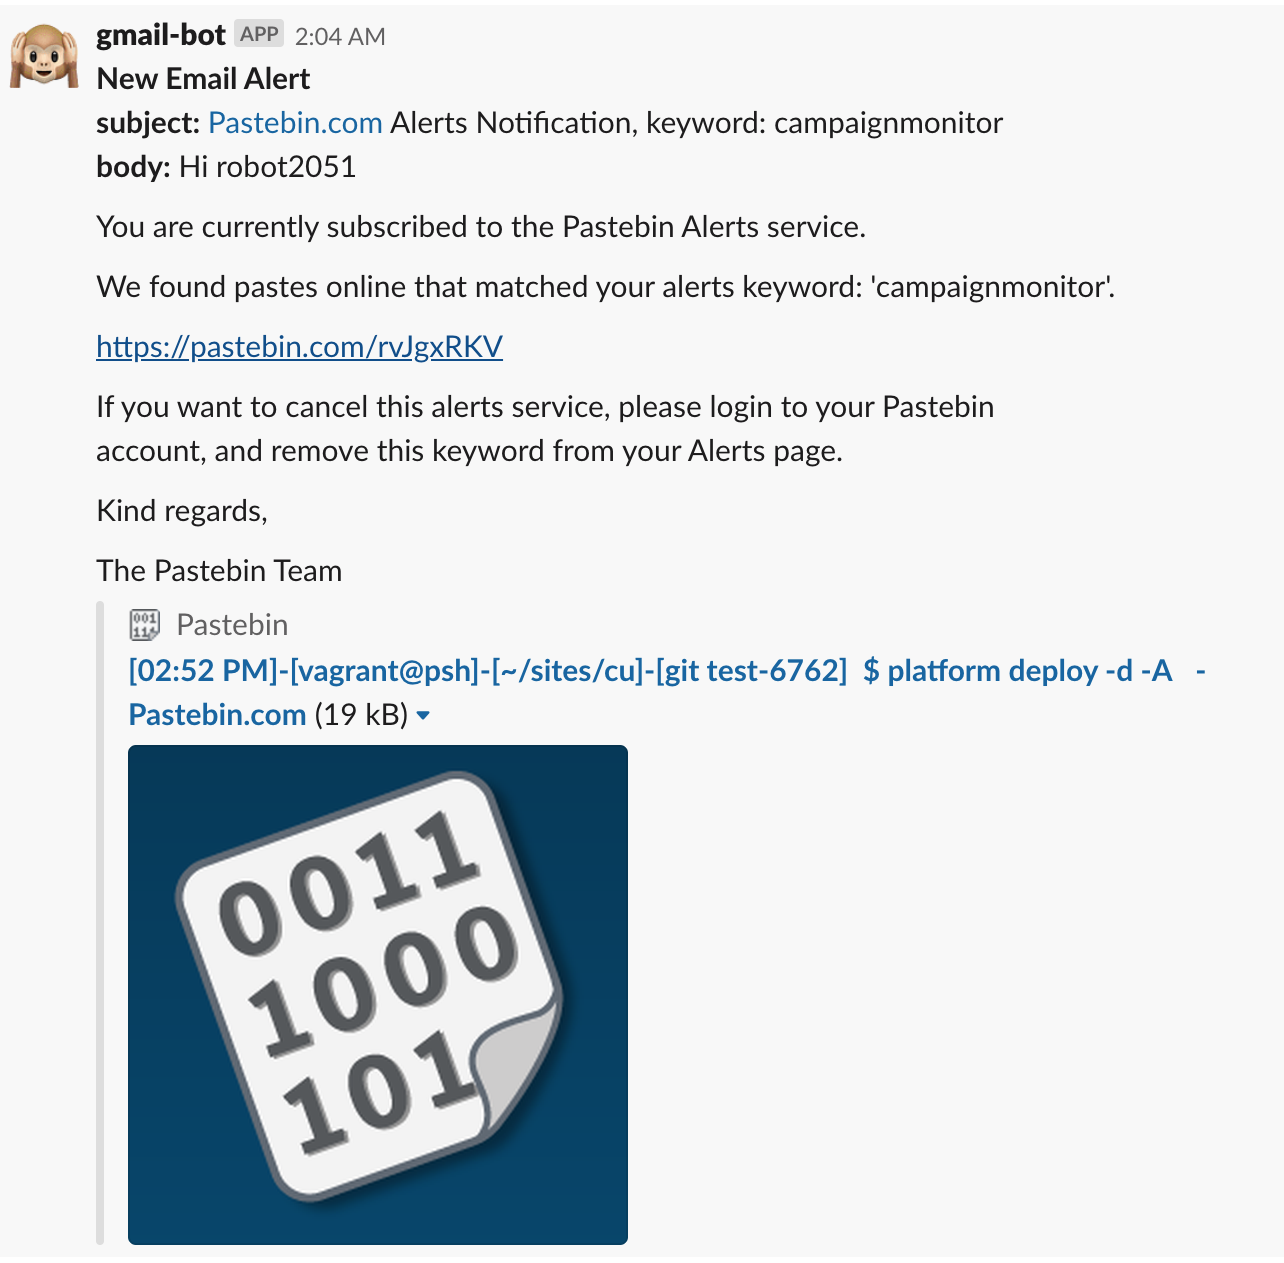 gmail-bot APP 2:04 AM
New Email Alert
subject: Pastebin.com Alerts Notification, keyword: campaignmonitor
body: Hi robot2051
You are currently subscribed to the Pastebin Alerts service.
We found pastes online that matched your alerts keyword: 'campaignmonitor'.
https://pastebin.com/rvJgxRKV
If you want to cancel this alerts service, please login to your Pastebin
account, and remove this keyword from your Alerts page.
Kind regards,
The Pastebin Team
001
11
Pastebin
[02:52 PM]-[vagrant@psh]-[~/sites/cu]-[git test-6762] $ platform deploy -d -A -
Pastebin.com (19 kB)
0011
1000
101